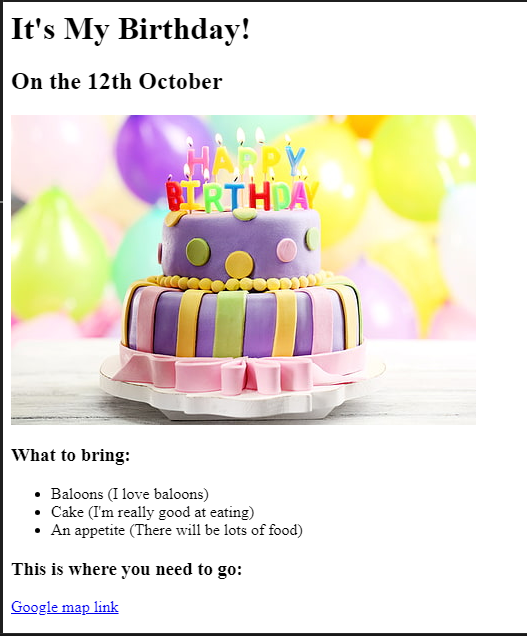 It's My Birthday!
On the 12th October
HAPPY
BIRTHDAY
What to bring:
Baloons (I love baloons)
Cake (I'm really good at eating)
An appetite (There will be lots of food)
This is where you need to go:
Google map link